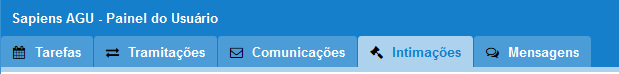 Sapiens AGU - Painel do Usuário
Tarefas Tramitações Comunicações Intimações Mensagens